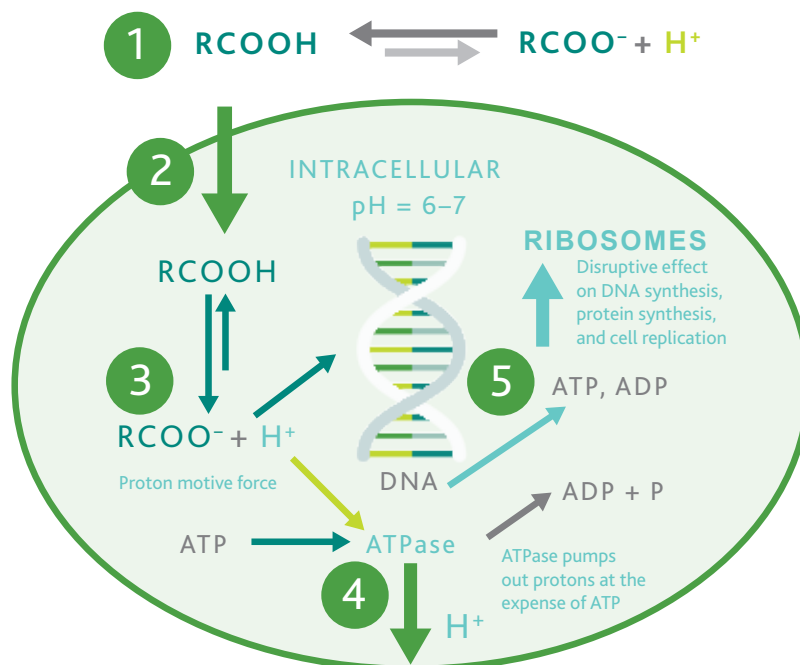 1 RCOOH RCOO⁻ + H⁺
2
INTRACELLULAR
pH = 6–7
RIBOSOMES
Disruptive effect
on DNA synthesis,
protein synthesis,
and cell replication
RCOOH
3
RCOO⁻ + H⁺
Proton motive force
5
ATP, ADP
DNA
ADP + P
ATP
ATPase
ATPase pumps
out protons at the
expense of ATP
4
H⁺